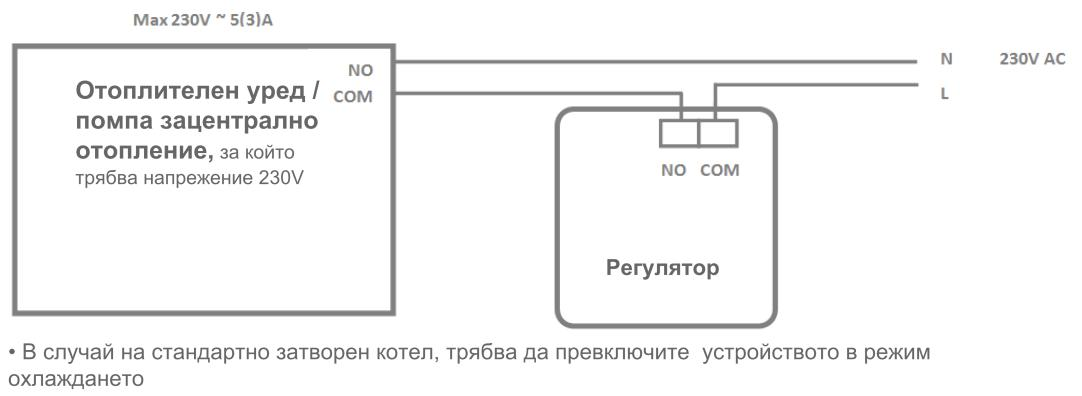 Max 230V ~ 5(3)A
NO
COM
Отоплителен уред /
помпа зацентрално
отопление, за който
трябва напрежение 230V
N 230V AC
L
NO COM
Регулятор
• В случай на стандартно затворен котел, трябва да превключите устройството в режим
охлаждането